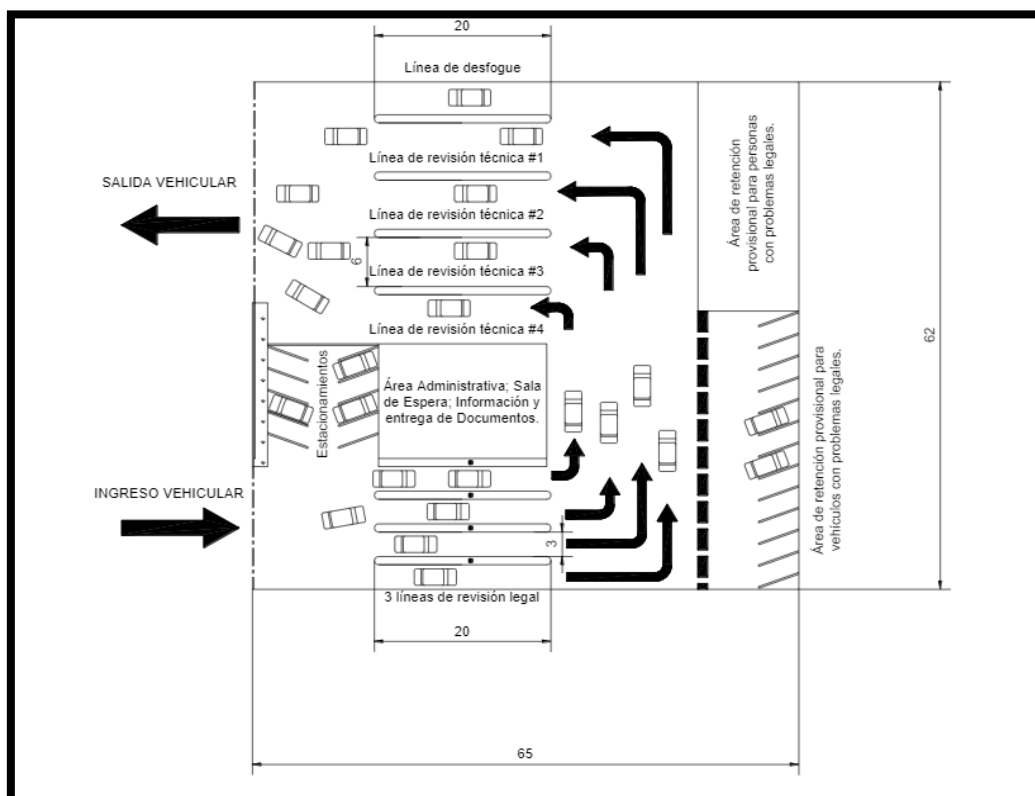 20
Línea de desfogue
Línea de revisión técnica #1
SALIDA VEHICULAR
Línea de revisión técnica #2
6
Línea de revisión técnica #3
Línea de revisión técnica #4
Área de retención
provisional para personas
con problemas legales.
62
Estacionamientos
Área Administrativa; Sala
de Espera; Información y
entrega de Documentos.
Área de retención provisional para
vehículos con problemas legales.
INGRESO VEHICULAR
3
3 líneas de revisión legal
20
65